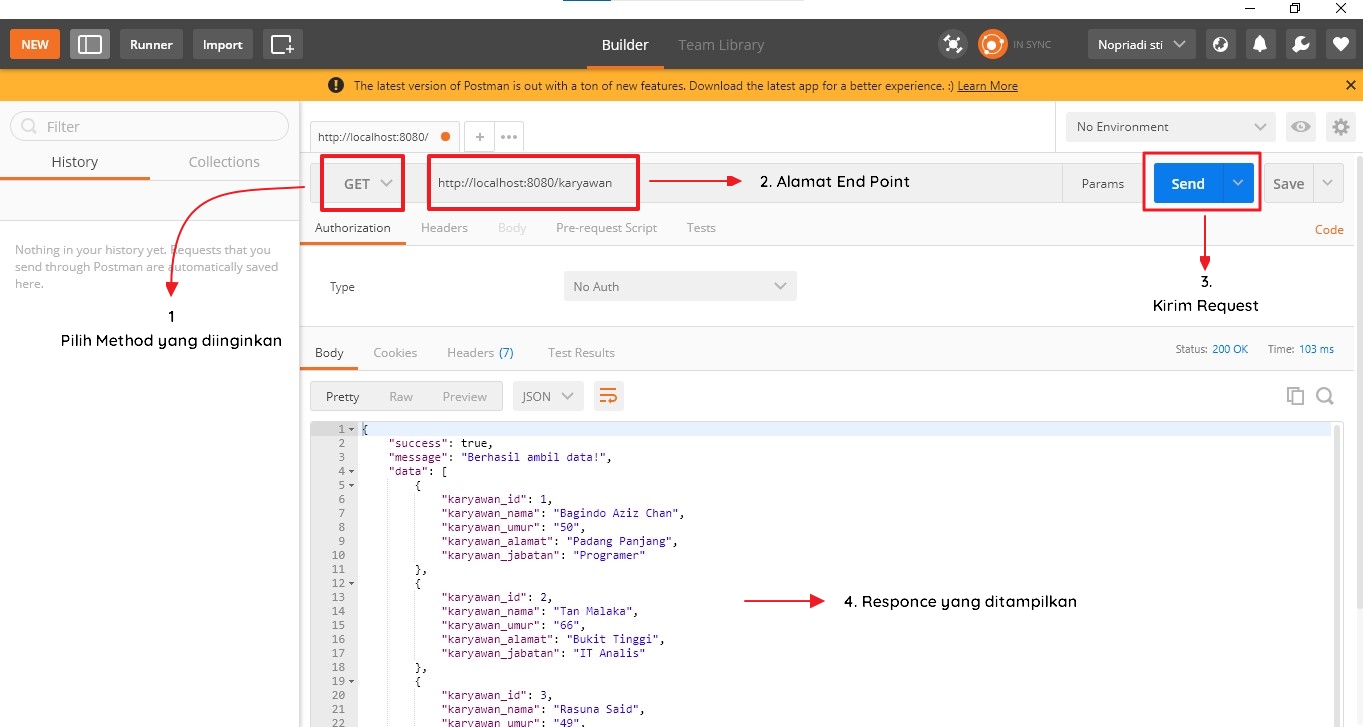 NEW
Runner
Import
Builder
Team Library
IN SYNC
Nopriadi sti
The latest version of Postman is out with a ton of new features. Download the latest app for a better experience. :) Learn More
Filter
History
Collections
Nothing in your history yet. Requests that you
send through Postman are automatically saved
here.
1
Pilih Method yang diinginkan
http://localhost:8080/
No Environment
GET
http://localhost:8080/karyawan
2. Alamat End Point
Params
Send
Save
Authorization
Headers
Body
Pre-request Script
Tests
Code
Type
No Auth
3.
Kirim Request
Body
Cookies
Headers (7)
Test Results
Status: 200 OK
Time: 103 ms
Pretty
Raw
Preview
JSON
1 {
2 "success": true,
3 "message": "Berhasil ambil data!",
4 "data": [
5 {
6 "karyawan_id": 1,
7 "karyawan_nama": "Bagindo Aziz Chan",
8 "karyawan_umur": "50",
9 "karyawan_alamat": "Padang Panjang",
10 "karyawan_jabatan": "Programer"
11 },
12 {
13 "karyawan_id": 2,
14 "karyawan_nama": "Tan Malaka",
15 "karyawan_umur": "66",
16 "karyawan_alamat": "Bukit Tinggi",
17 "karyawan_jabatan": "IT Analis"
18 },
19 {
20 "karyawan_id": 3,
21 "karyawan_nama": "Rasuna Said",
22 "karyawan_umur": "49",
4. Responce yang ditampilkan